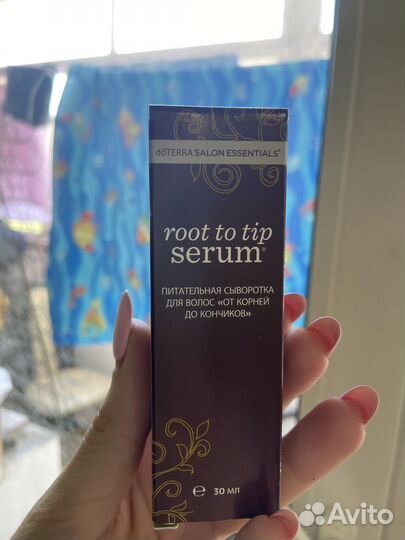 dōTERRA SALON ESSENTIALS®
root to tip
serum®
ПИТАТЕЛЬНАЯ СЫВОРОТКА
ДЛЯ ВОЛОС «ОТ КОРНЕЙ
ДО КОНЧИКОВ»
℮ 30 МЛ
Avito